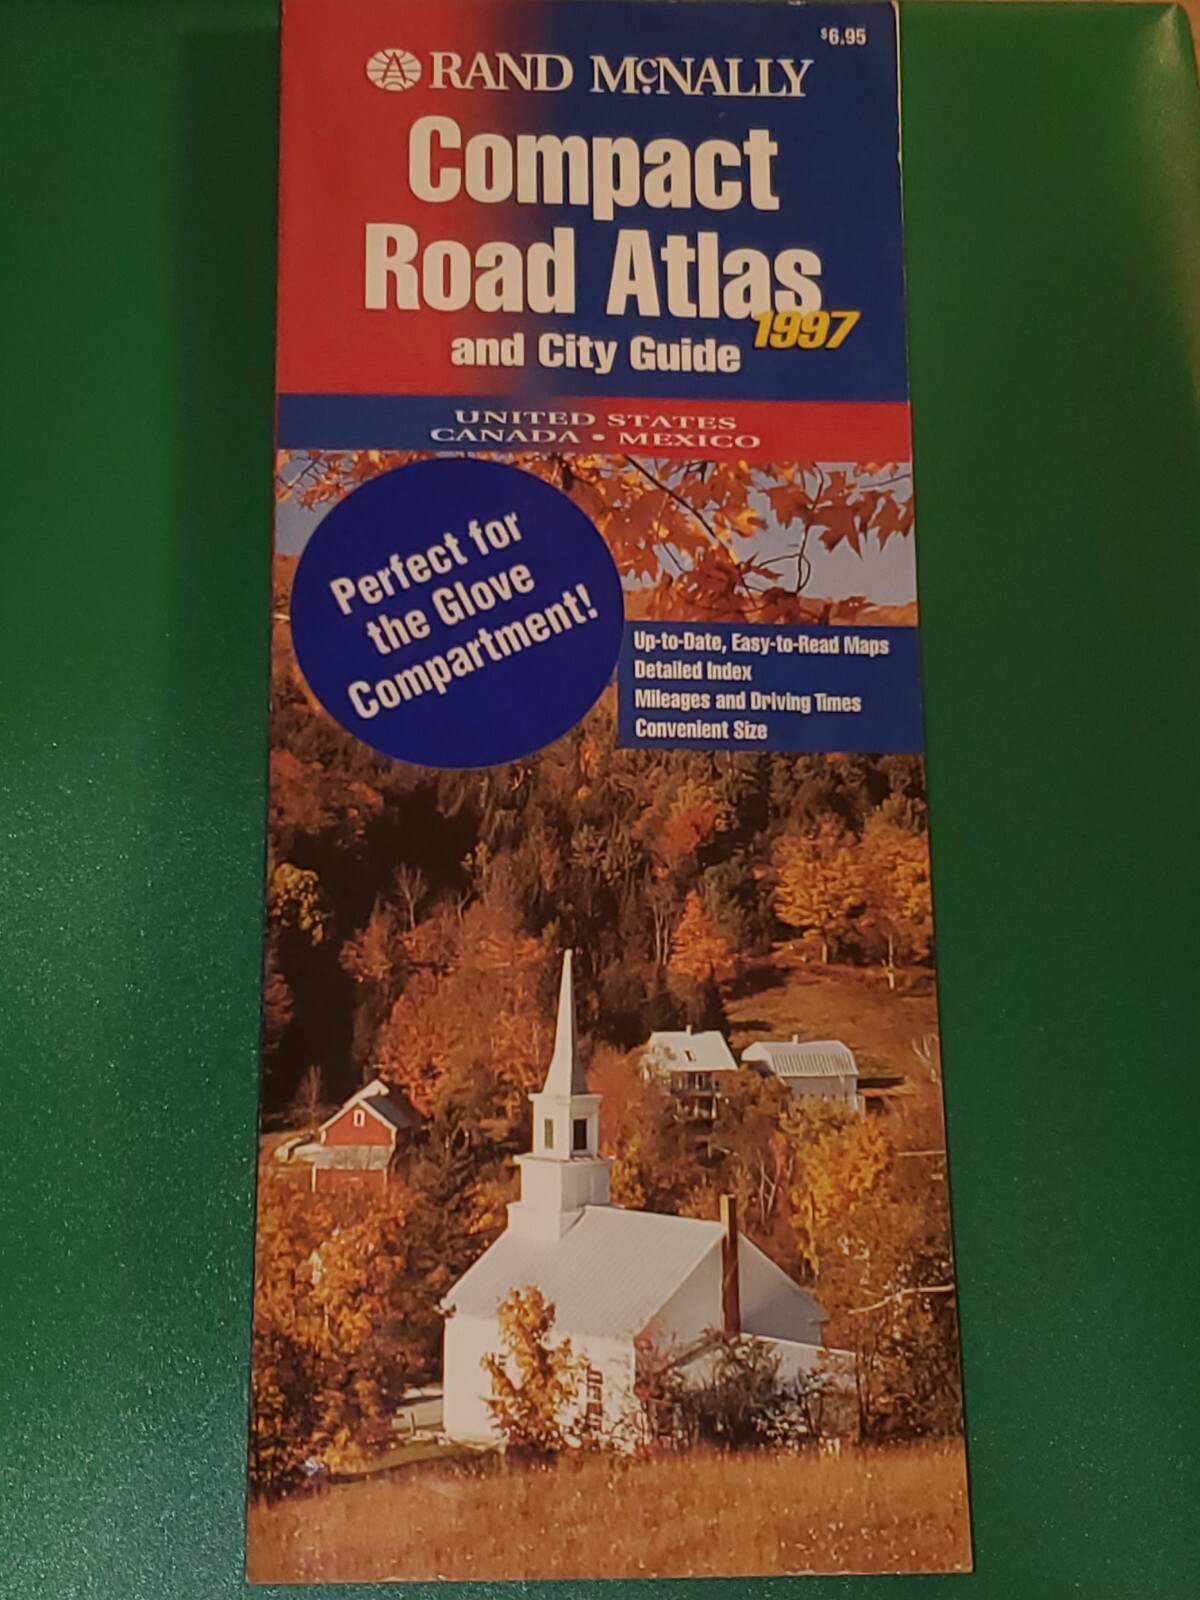 $6.95
RAND McNALLY
Compact
Road Atlas
1997
and City Guide
UNITED STATES
CANADA • MEXICO
Perfect for
the Glove
Compartment!
Up-to-Date, Easy-to-Read Maps
Detailed Index
Mileages and Driving Times
Convenient Size